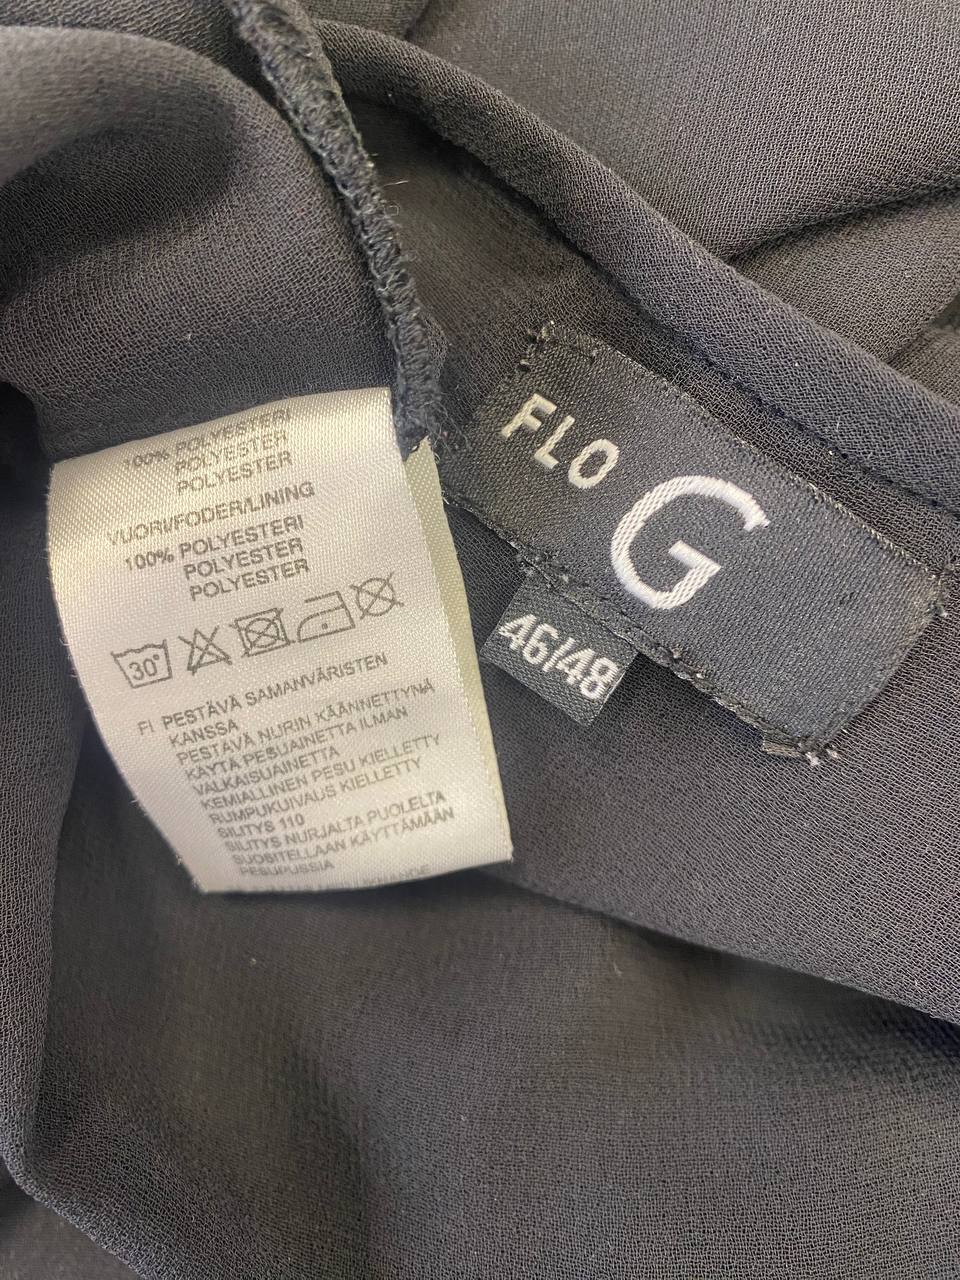 100% POLYESTERI
POLYESTER
POLYESTER
VUORI/FODER/LINING
100% POLYESTERI
POLYESTER
POLYESTER
30°
FI PESTÄVÄ SAMANVÄRISTEN
KANSSA
PESTÄVÄ NURIN KÄÄNNETTYNÄ
KÄYTÄ PESUAINETTA ILMAN
VALKAISUAINETTA
KEMIALLINEN PESU KIELLETTY
RUMPUKUIVAUS KIELLETTY
SILITYS 110
SILITYS NURJALTA PUOLELTA
SUOSITELLAAN KÄYTTÄMÄÄN
PESUPUSSIA
FLO G
46/48